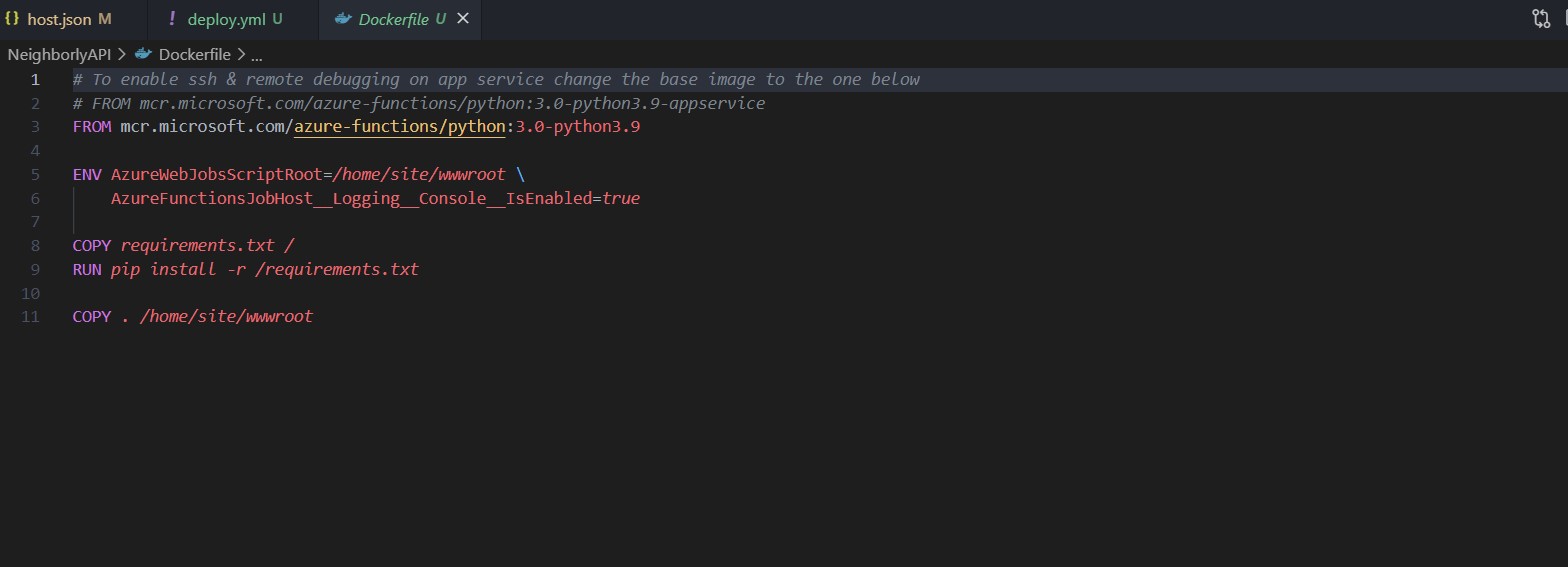 {} host.json M ! deploy.yml U Dockerfile U ×
NeighborlyAPI > Dockerfile > ...
1 # To enable ssh & remote debugging on app service change the base image to the one below
2 # FROM mcr.microsoft.com/azure-functions/python:3.0-python3.9-appservice
3 FROM mcr.microsoft.com/azure-functions/python:3.0-python3.9
4
5 ENV AzureWebJobsScriptRoot=/home/site/wwwroot \
6 AzureFunctionsJobHost__Logging__Console__IsEnabled=true
7
8 COPY requirements.txt /
9 RUN pip install -r /requirements.txt
10
11 COPY . /home/site/wwwroot